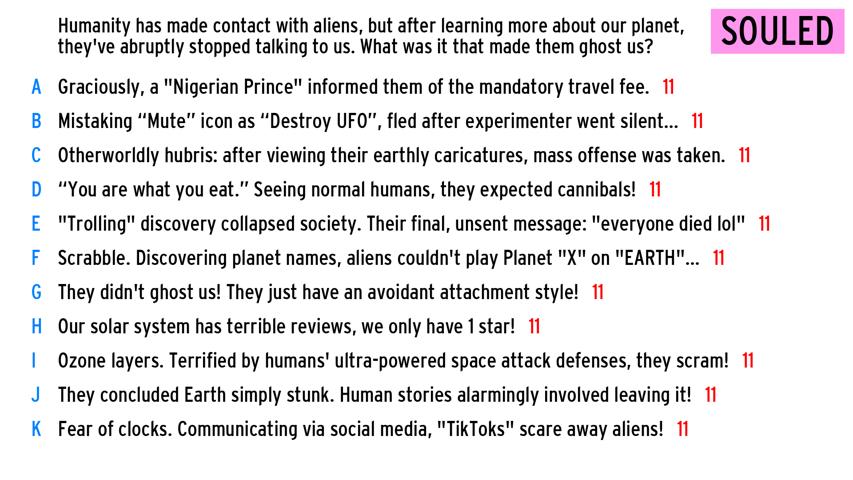 Humanity has made contact with aliens, but after learning more about our planet,
they've abruptly stopped talking to us. What was it that made them ghost us?
SOULED
A Graciously, a "Nigerian Prince" informed them of the mandatory travel fee. 11
B Mistaking “Mute” icon as “Destroy UFO”, fled after experimenter went silent... 11
C Otherworldly hubris: after viewing their earthly caricatures, mass offense was taken. 11
D “You are what you eat.” Seeing normal humans, they expected cannibals! 11
E "Trolling" discovery collapsed society. Their final, unsent message: "everyone died lol" 11
F Scrabble. Discovering planet names, aliens couldn't play Planet "X" on "EARTH"... 11
G They didn't ghost us! They just have an avoidant attachment style! 11
H Our solar system has terrible reviews, we only have 1 star! 11
I Ozone layers. Terrified by humans' ultra-powered space attack defenses, they scram! 11
J They concluded Earth simply stunk. Human stories alarmingly involved leaving it! 11
K Fear of clocks. Communicating via social media, "TikToks" scare away aliens! 11